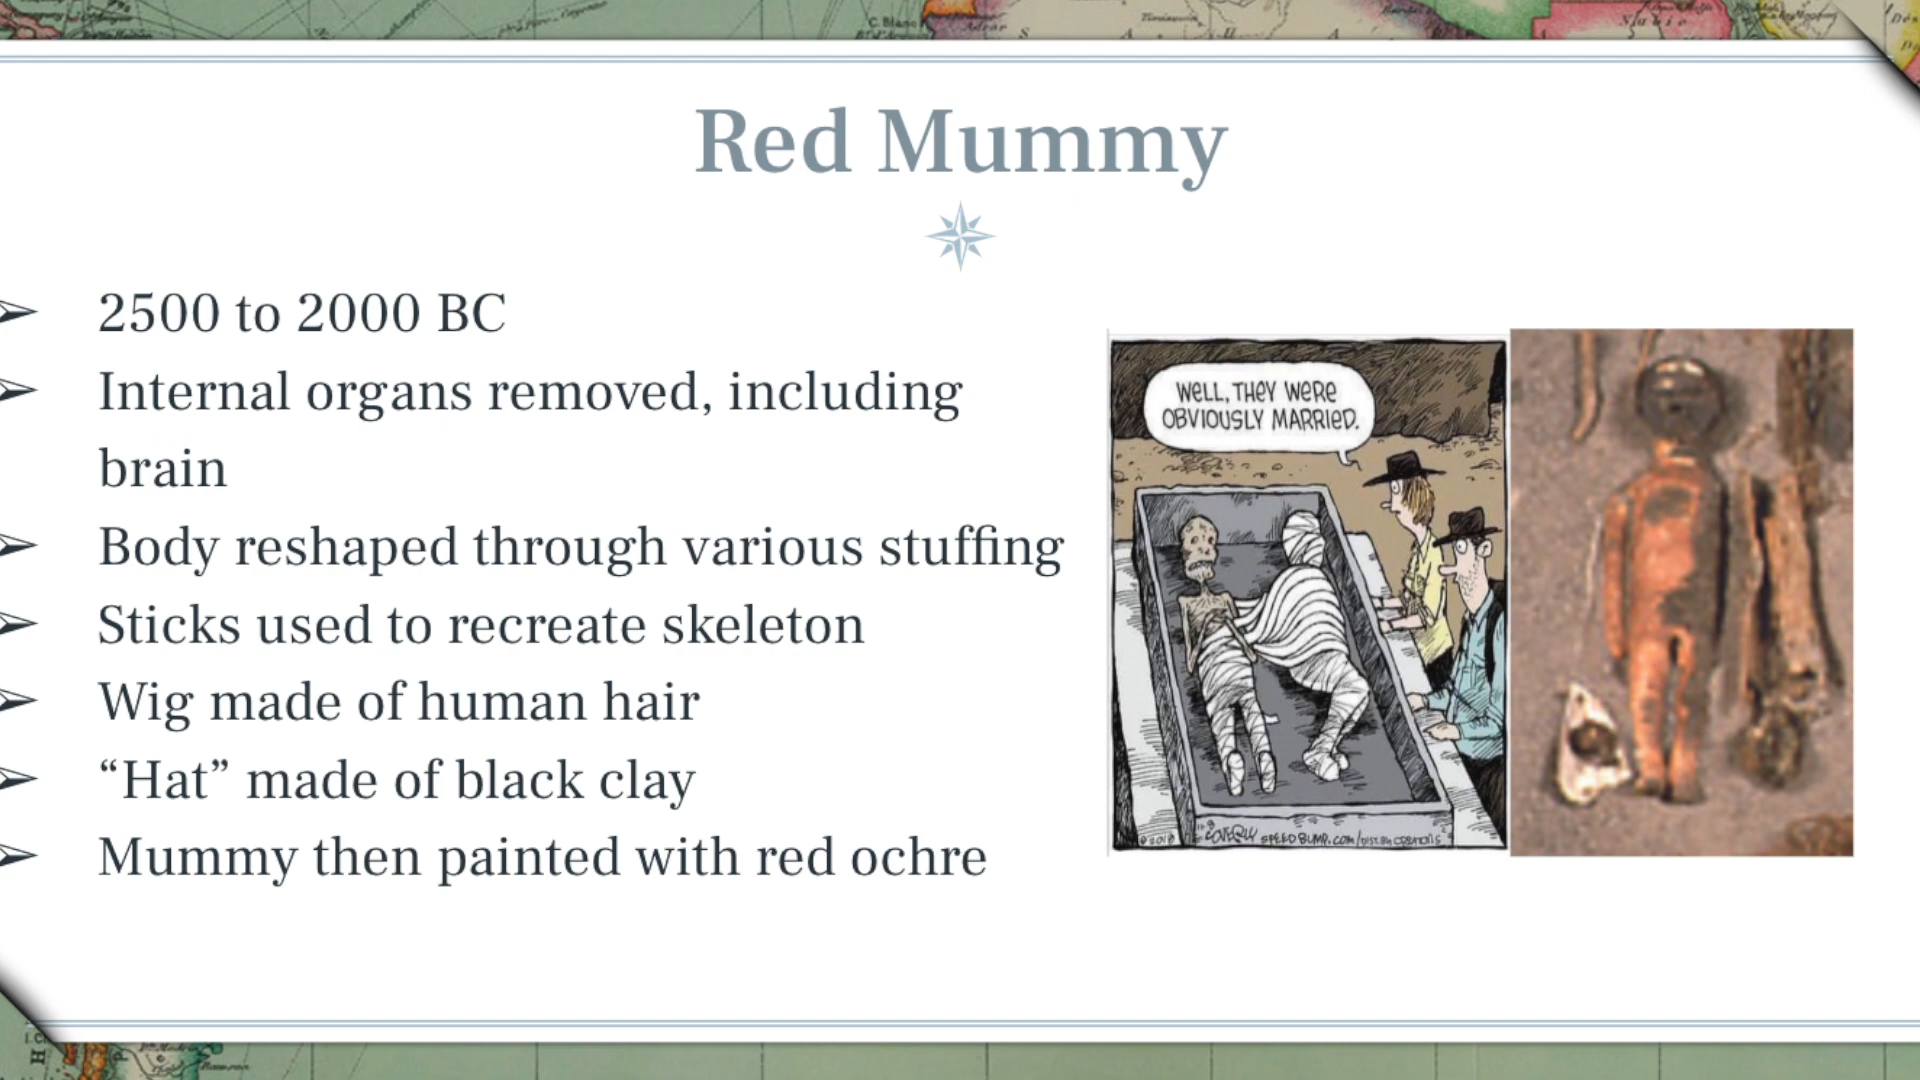 Red Mummy
2500 to 2000 BC
Internal organs removed, including
brain
Body reshaped through various stuffing
Sticks used to recreate skeleton
Wig made of human hair
“Hat” made of black clay
Mummy then painted with red ochre
WELL, THEY WERE
OBVIOUSLY MARRIED.
SPEEDBUMP.COM